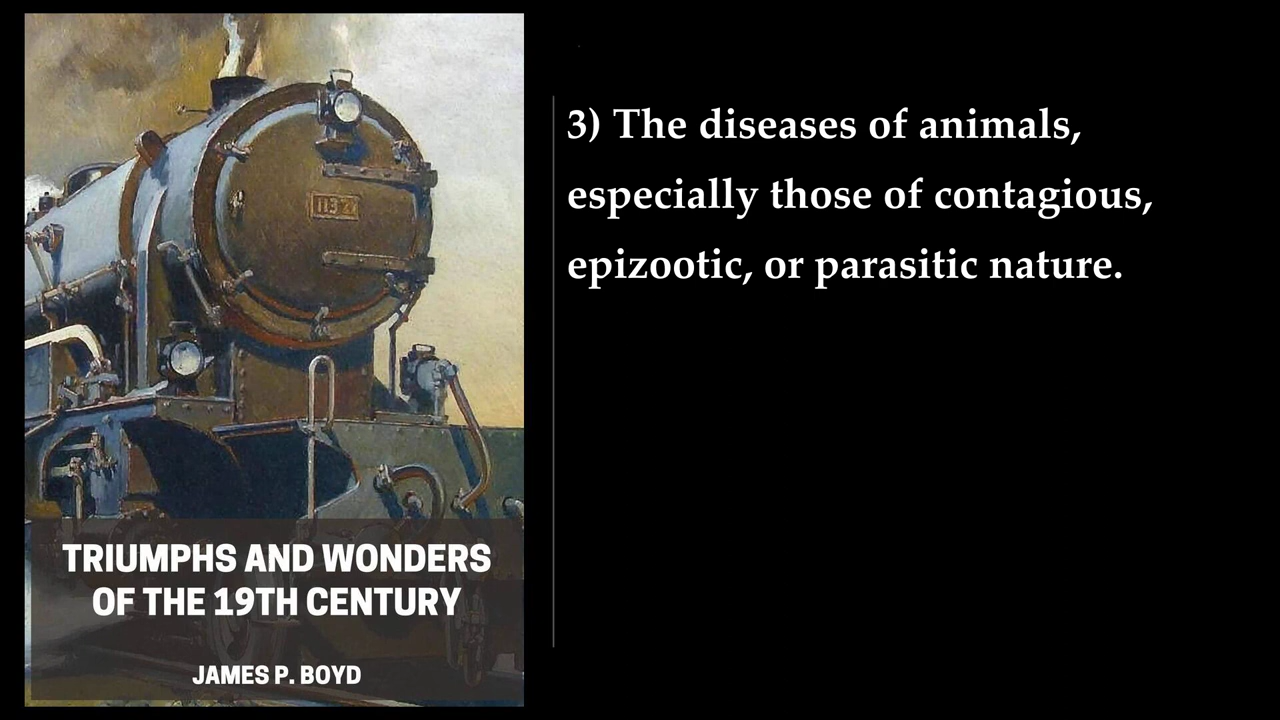 3) The diseases of animals,
especially those of contagious,
epizootic, or parasitic nature.
TRIUMPHS AND WONDERS
OF THE 19TH CENTURY
JAMES P. BOYD